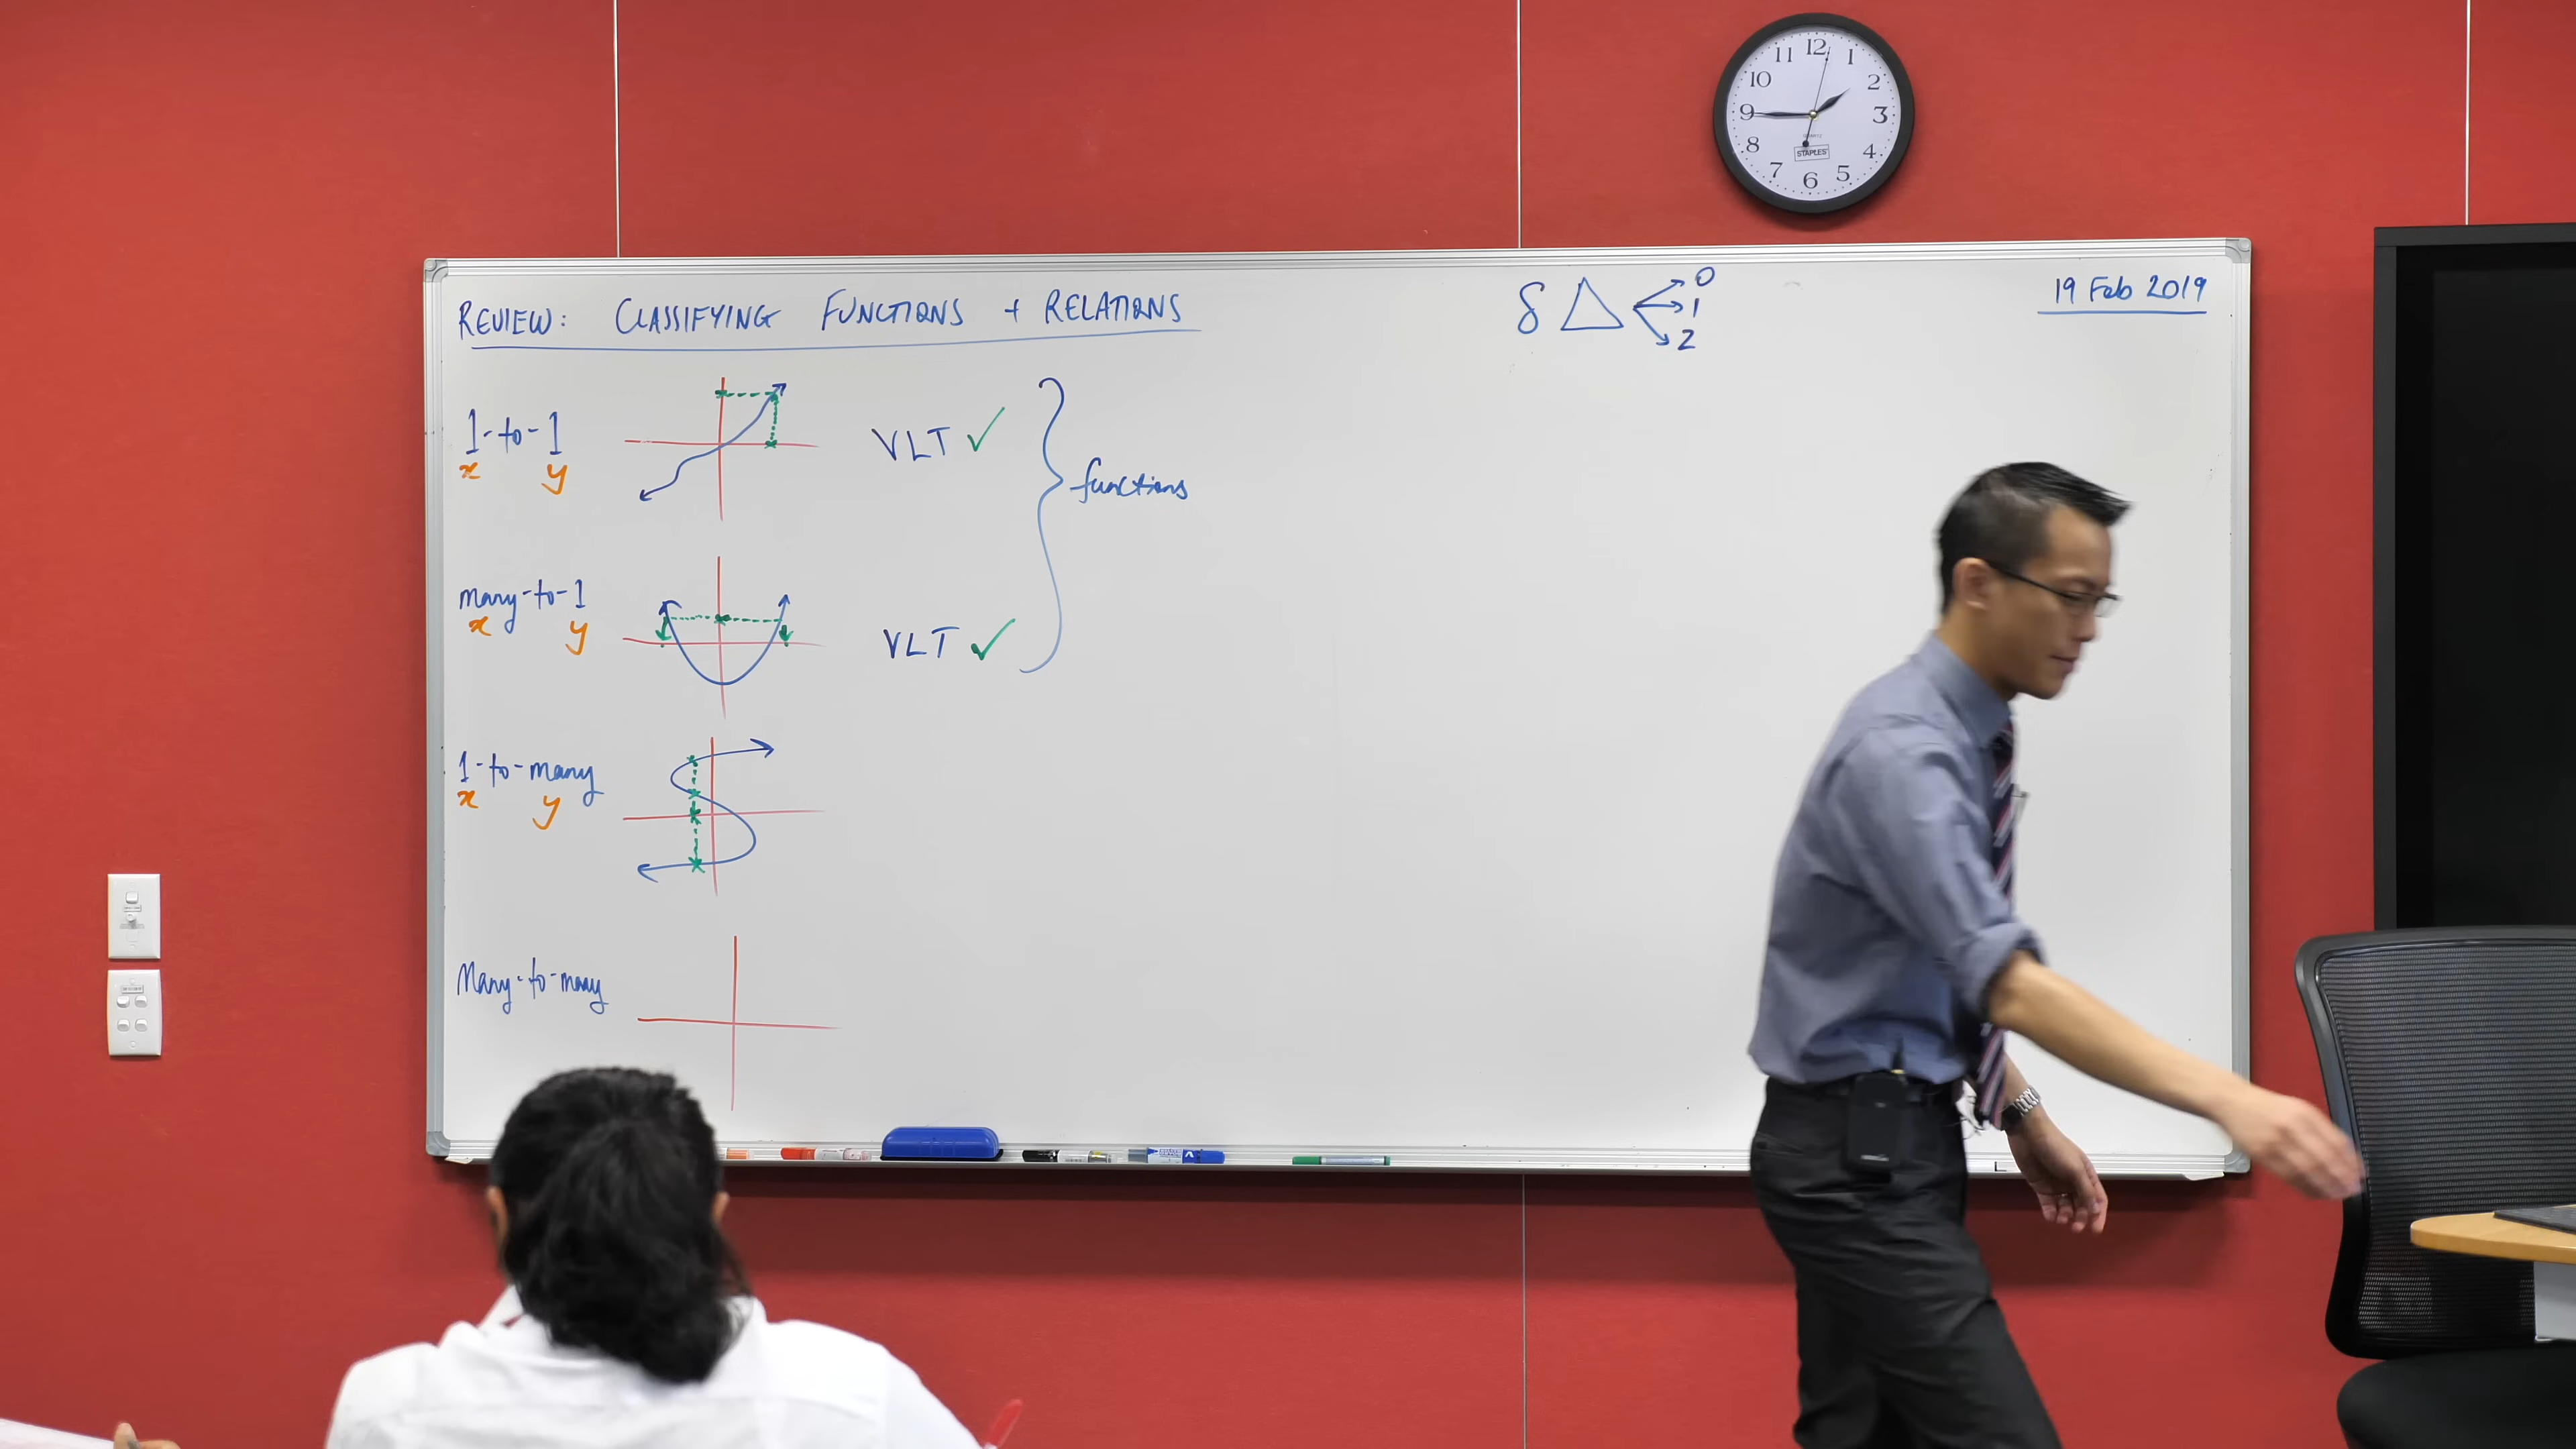 12
11 1
10 2
9 3
8 4
7 5
6
QUARTZ
STAPLES
REVIEW: CLASSIFYING FUNCTIONS + RELATIONS
δ △ 0
1
2
19 Feb 2019
1-to-1
x y
VLT ✓
functions
many-to-1
x y
VLT ✓
1-to-many
x y
Many-to-many